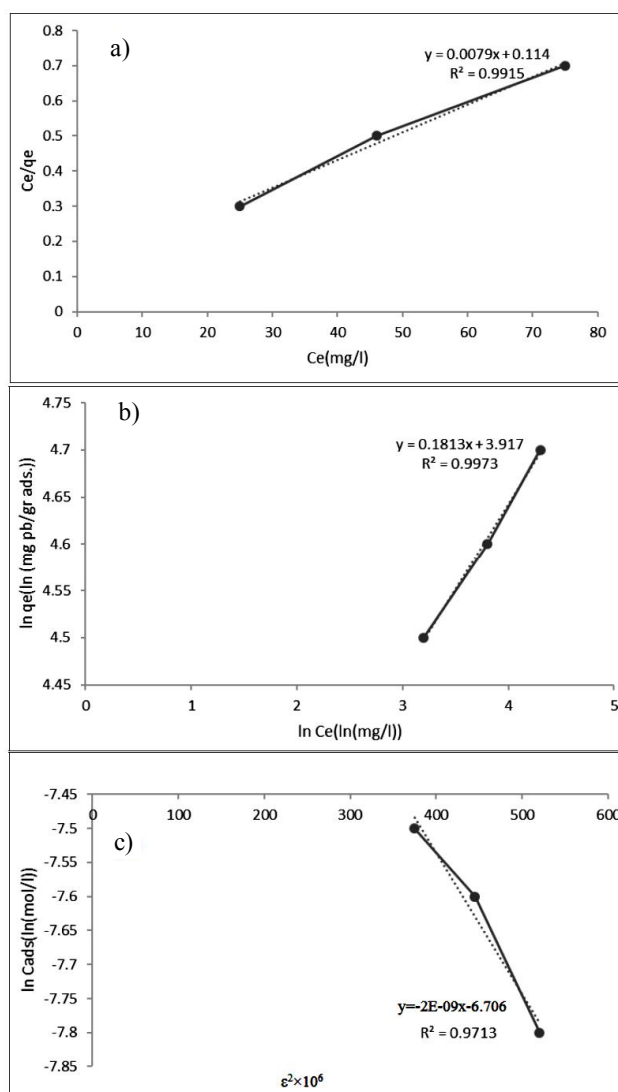 a)
y = 0.0079x + 0.114
R² = 0.9915
0.8
0.7
0.6
0.5
0.4
0.3
0.2
0.1
0
Ce/qe
0 10 20 30 40 50 60 70 80
Ce(mg/l)
b)
y = 0.1813x + 3.917
R² = 0.9973
4.75
4.7
4.65
4.6
4.55
4.5
4.45
ln qe(ln (mg pb/gr ads.))
0 1 2 3 4 5
ln Ce(ln(mg/l))
c)
0 100 200 300 400 500 600
-7.45
-7.5
-7.55
-7.6
-7.65
-7.7
-7.75
-7.8
-7.85
ln Cads(ln(mol/l))
y=-2E-09x-6.706
R² = 0.9713
ε²×10⁶